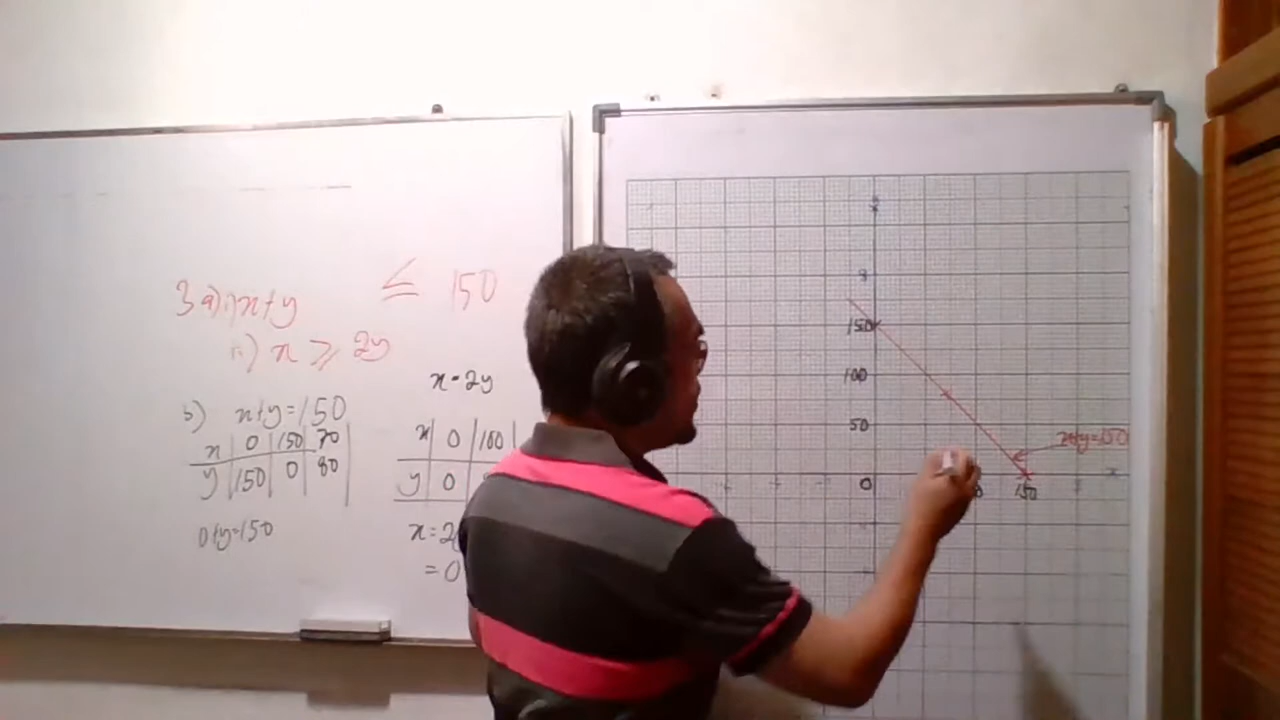 3 a) i) x + y ≤ 150
ii) x ≥ 2y
x = 2y
b) x + y = 150
x | 0 | 150 | 70
y | 150 | 0 | 80
0 + y = 150
x | 0 | 100
y | 0
x = 2
= 0
150
100
50
0
150
x + y = 150
x